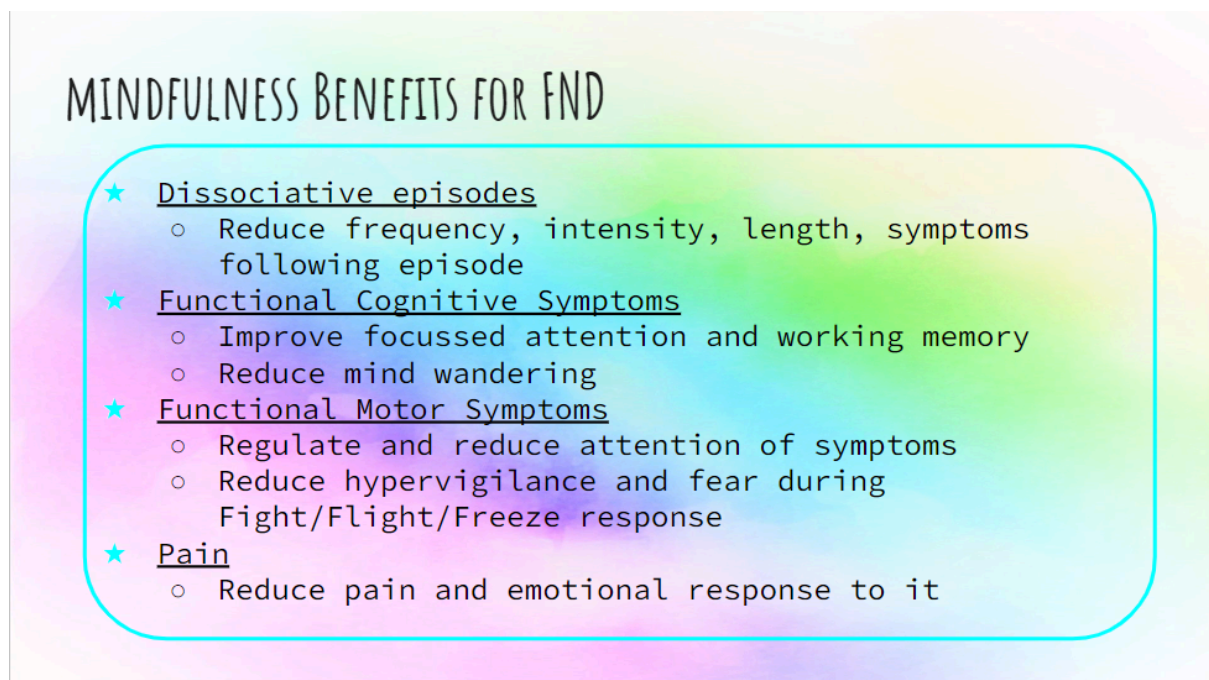 MINDFULNESS BENEFITS FOR FND
★ Dissociative episodes
○ Reduce frequency, intensity, length, symptoms
following episode
★ Functional Cognitive Symptoms
○ Improve focussed attention and working memory
○ Reduce mind wandering
★ Functional Motor Symptoms
○ Regulate and reduce attention of symptoms
○ Reduce hypervigilance and fear during
Fight/Flight/Freeze response
★ Pain
○ Reduce pain and emotional response to it